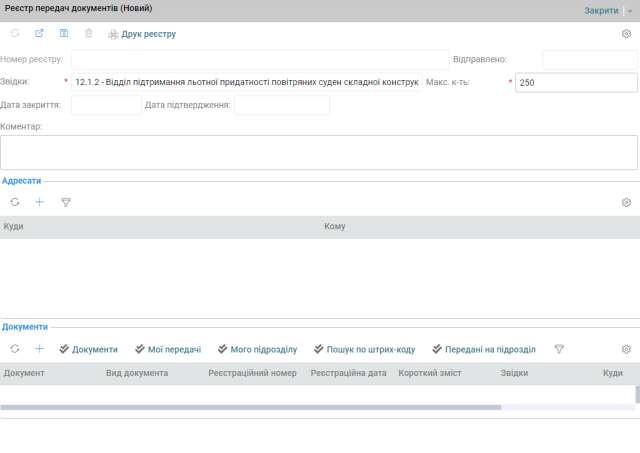 Реєстр передач документів (Новий) Закрити
Друк реєстру
Номер реєстру: Відправлено:
Звідки: * 12.1.2 - Відділ підтримання льотної придатності повітряних суден складної конструк Макс. к-ть: * 250
Дата закриття: Дата підтвердження:
Коментар:
Адресати
Куди Кому
Документи
Документи Мої передачі Мого підрозділу Пошук по штрих-коду Передані на підрозділ
Документ Вид документа Реєстраційний номер Реєстраційна дата Короткий зміст Звідки Куди